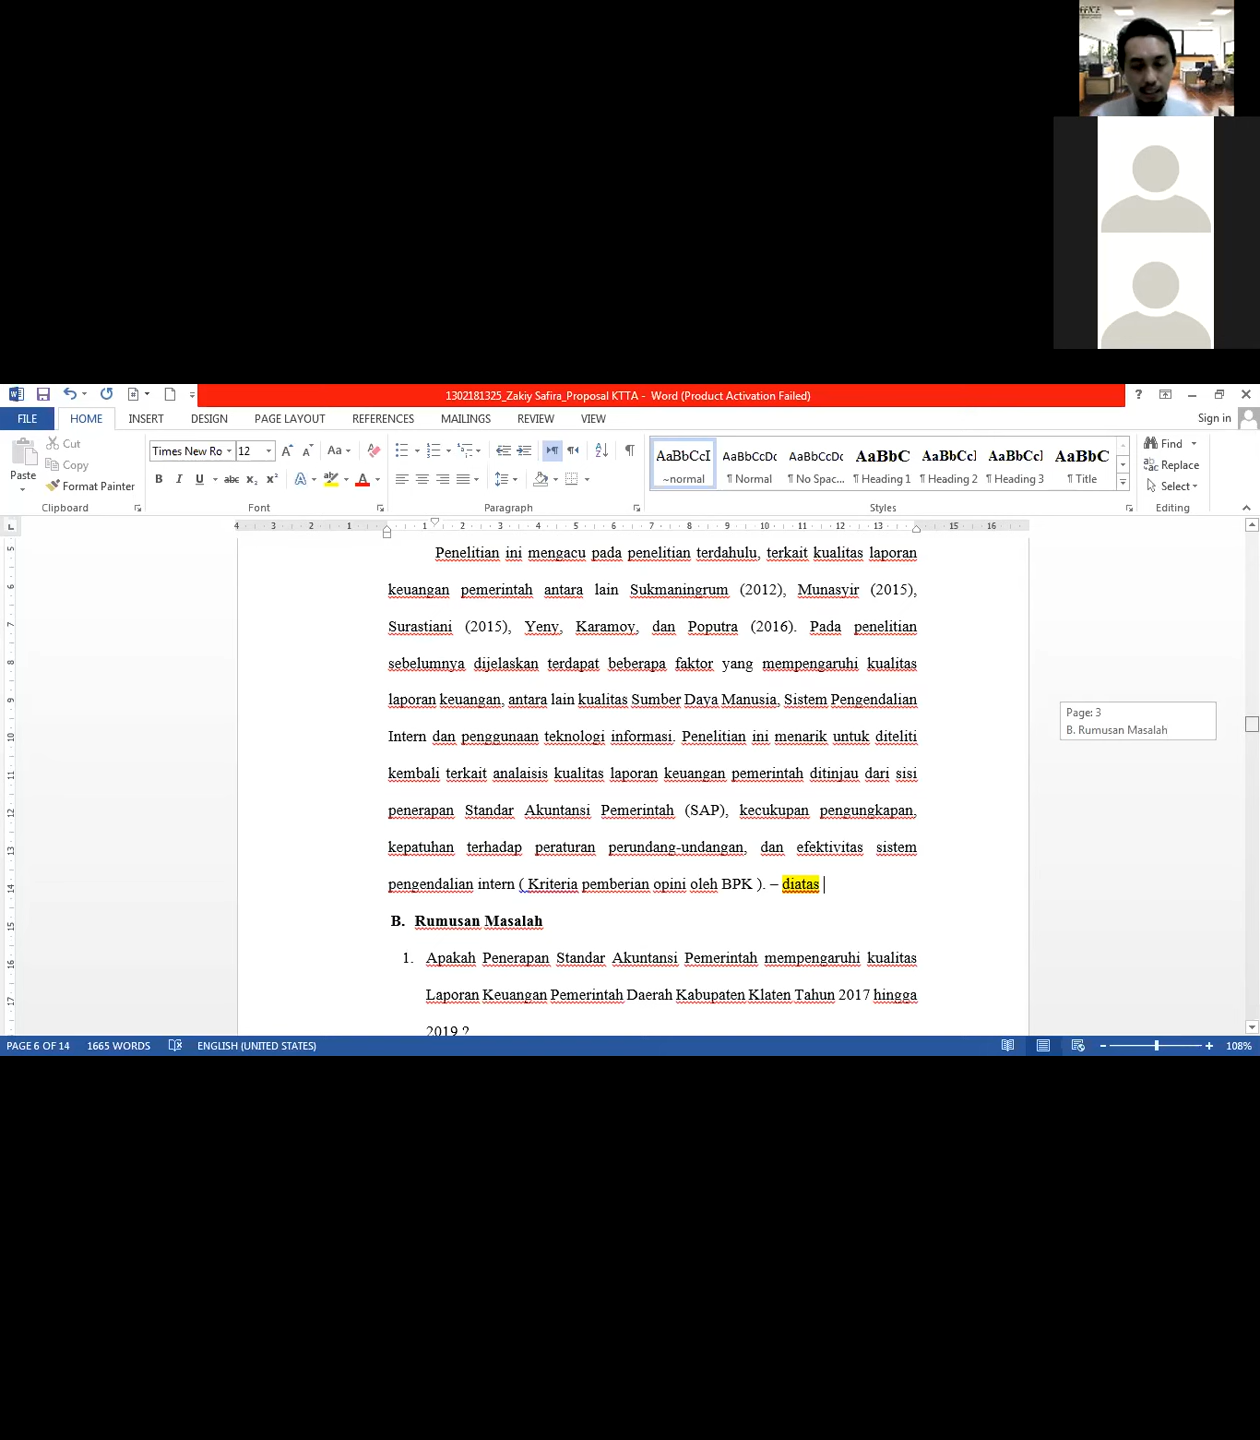 1302181325_Zakiy Safira_Proposal KTTA - Word (Product Activation Failed)
FILE HOME INSERT DESIGN PAGE LAYOUT REFERENCES MAILINGS REVIEW VIEW Sign in
Paste
Cut
Copy
Format Painter
Times New Ro 12
AaBbCcI AaBbCcDc AaBbCcDc AaBbC AaBbCc] AaBbCc] AaBbC
~normal ¶ Normal ¶ No Spac... ¶ Heading 1 ¶ Heading 2 ¶ Heading 3 ¶ Title
Find
Replace
Select
Clipboard Font Paragraph Styles Editing
Penelitian ini mengacu pada penelitian terdahulu, terkait kualitas laporan
keuangan pemerintah antara lain Sukmaningrum (2012), Munasyir (2015),
Surastiani (2015), Yeny, Karamoy, dan Poputra (2016). Pada penelitian
sebelumnya dijelaskan terdapat beberapa faktor yang mempengaruhi kualitas
laporan keuangan, antara lain kualitas Sumber Daya Manusia, Sistem Pengendalian
Intern dan penggunaan teknologi informasi. Penelitian ini menarik untuk diteliti
kembali terkait analaisis kualitas laporan keuangan pemerintah ditinjau dari sisi
penerapan Standar Akuntansi Pemerintah (SAP), kecukupan pengungkapan,
kepatuhan terhadap peraturan perundang-undangan, dan efektivitas sistem
pengendalian intern ( Kriteria pemberian opini oleh BPK ). – diatas
B. Rumusan Masalah
1. Apakah Penerapan Standar Akuntansi Pemerintah mempengaruhi kualitas
Laporan Keuangan Pemerintah Daerah Kabupaten Klaten Tahun 2017 hingga
2019 ?
Page: 3
B. Rumusan Masalah
PAGE 6 OF 14 1665 WORDS ENGLISH (UNITED STATES) 108%